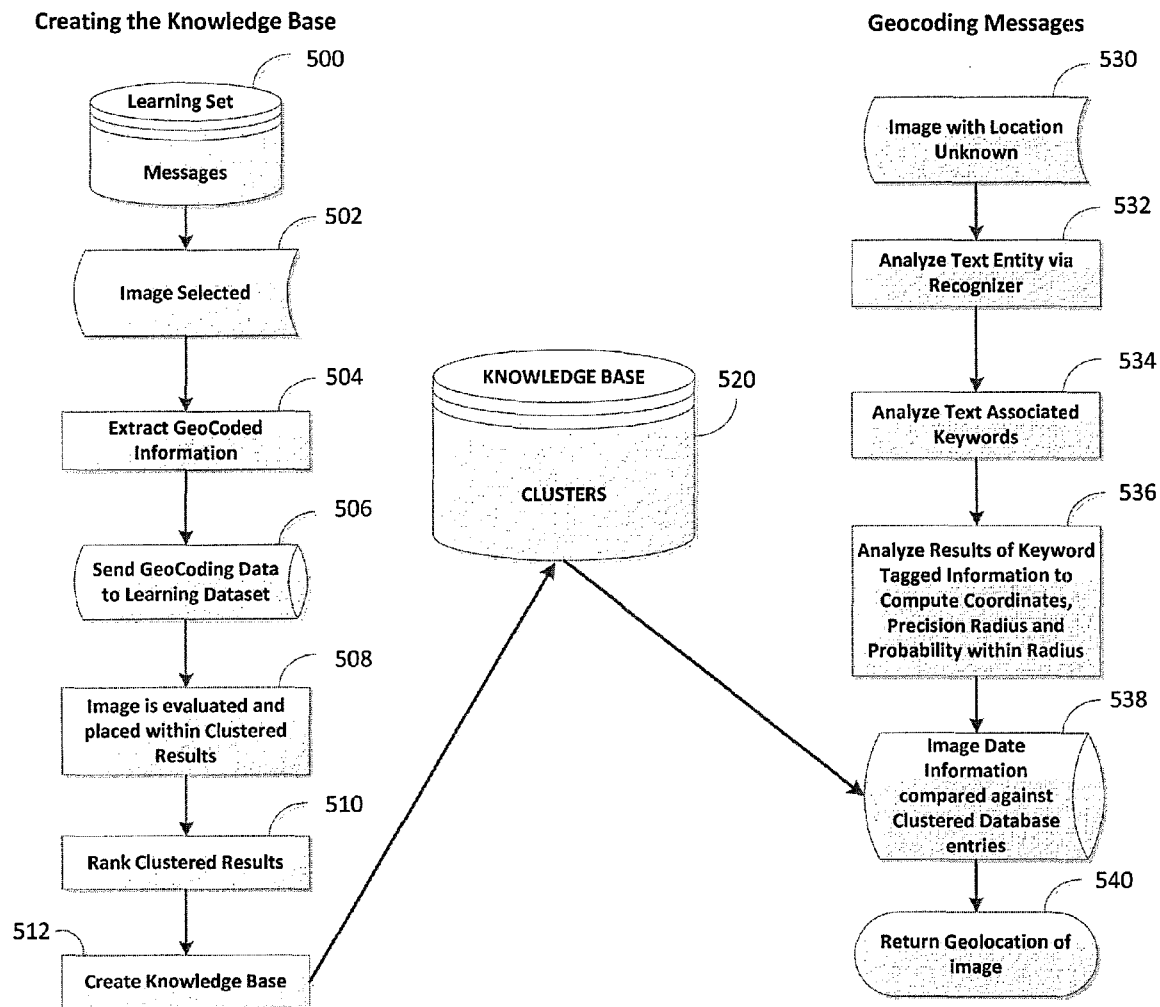 Creating the Knowledge Base
500
Learning Set
Messages
502
Image Selected
504
Extract GeoCoded
Information
506
Send GeoCoding Data
to Learning Dataset
508
Image is evaluated and
placed within Clustered
Results
510
Rank Clustered Results
512
Create Knowledge Base
KNOWLEDGE BASE
520
CLUSTERS
Geocoding Messages
530
Image with Location
Unknown
532
Analyze Text Entity via
Recognizer
534
Analyze Text Associated
Keywords
536
Analyze Results of Keyword
Tagged Information to
Compute Coordinates,
Precision Radius and
Probability within Radius
538
Image Date
Information
compared against
Clustered Database
entries
540
Return Geolocation of
image